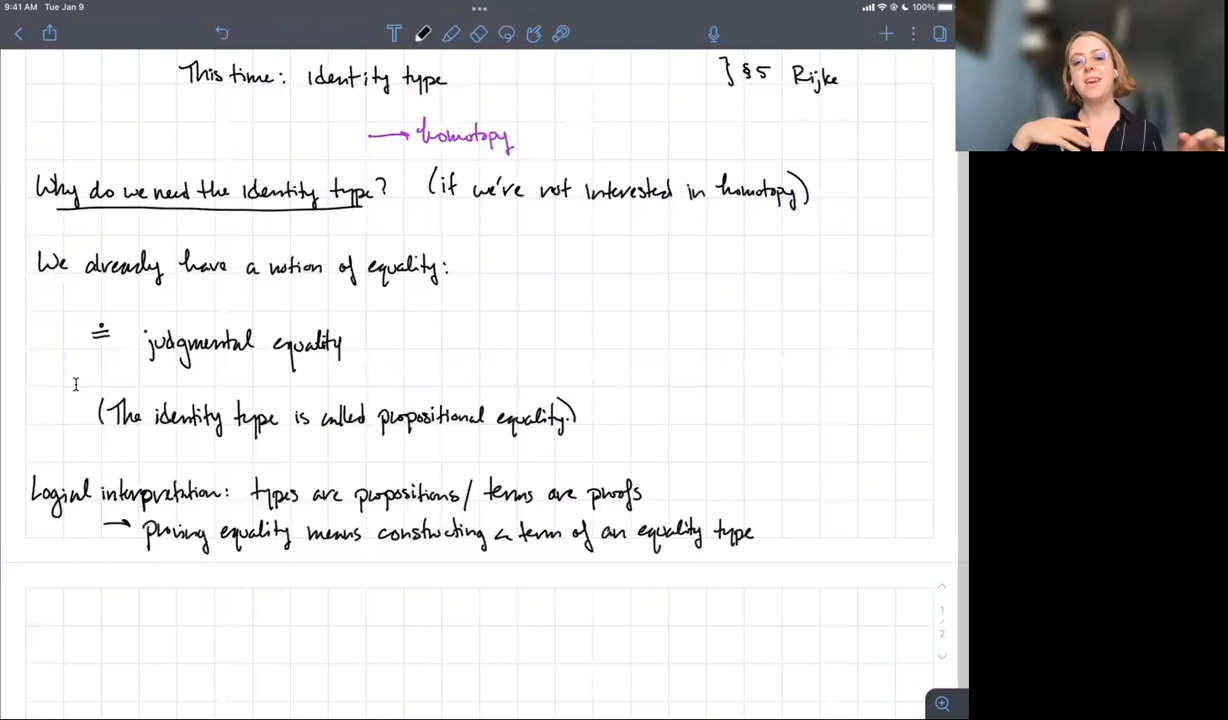 9:41 AM Tue Jan 9
100%
This time: Identity type } §5 Rijke
→ homotopy
Why do we need the identity type? (if we're not interested in homotopy)
We already have a notion of equality:
≐ judgmental equality
(The identity type is called propositional equality.)
Logical interpretation: types are propositions/ terms are proofs
→ proving equality means constructing a term of an equality type
1
/
2